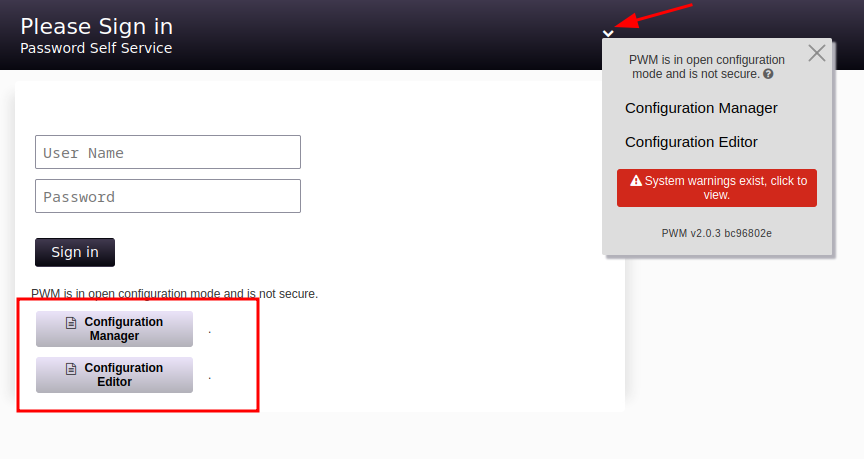 Please Sign in
Password Self Service
PWM is in open configuration
mode and is not secure.
Configuration Manager
Configuration Editor
System warnings exist, click to
view.
PWM v2.0.3 bc96802e
User Name
Password
Sign in
PWM is in open configuration mode and is not secure.
Configuration
Manager
.
Configuration
Editor
.